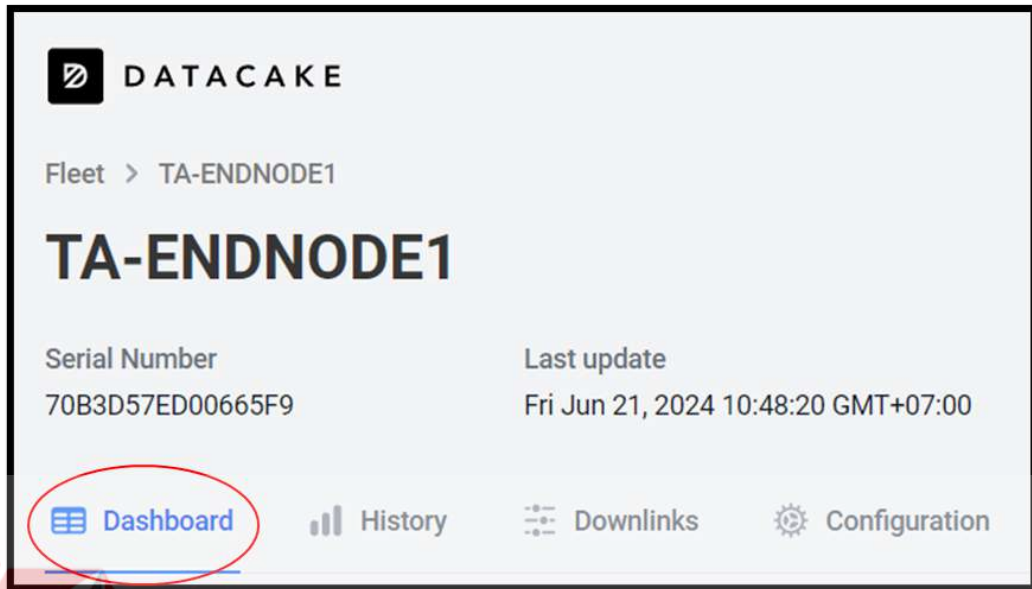 DATACAKE
Fleet > TA-ENDNODE1
TA-ENDNODE1
Serial Number Last update
70B3D57ED00665F9 Fri Jun 21, 2024 10:48:20 GMT+07:00
Dashboard History Downlinks Configuration